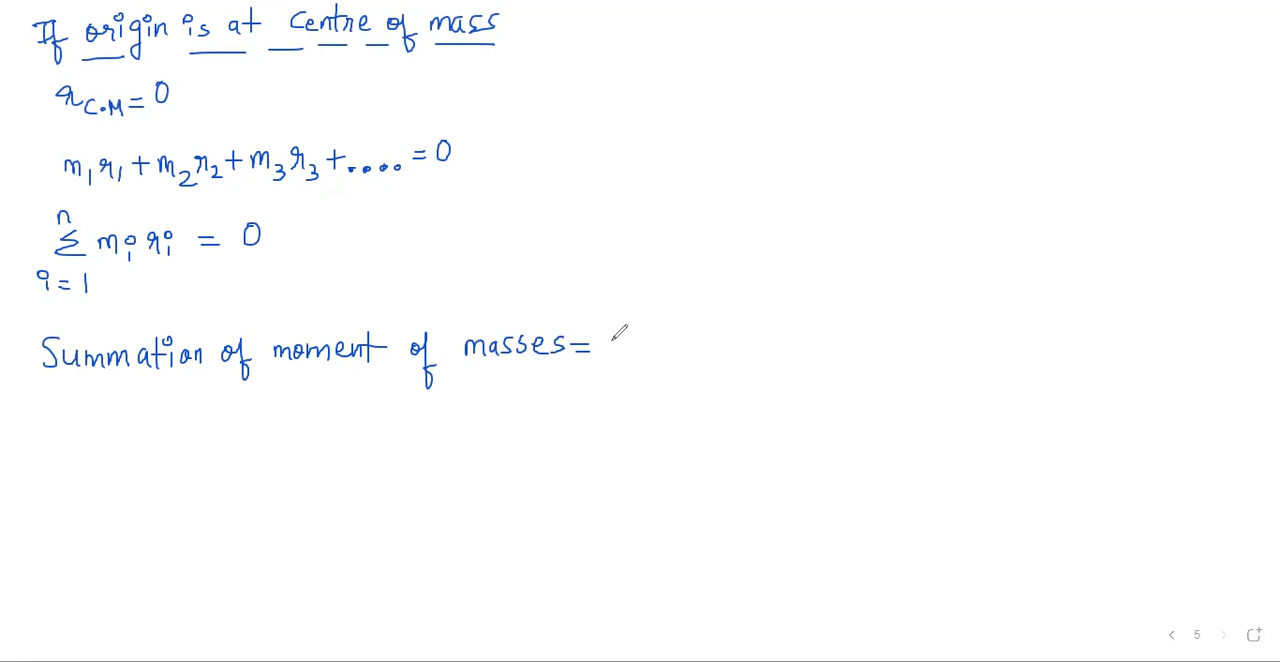 If origin is at Centre of mass
r_C.M = 0
m₁r₁ + m₂r₂ + m₃r₃ + .... = 0
n
Σ mᵢrᵢ = 0
i = 1
Summation of moment of masses =
5